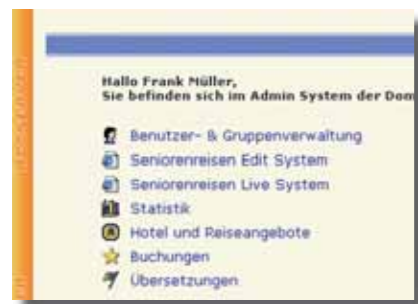 Hallo Frank Müller,
Sie befinden sich im Admin System der Dom
Benutzer- & Gruppenverwaltung
Seniorenreisen Edit System
Seniorenreisen Live System
Statistik
Hotel und Reiseangebote
Buchungen
Übersetzungen